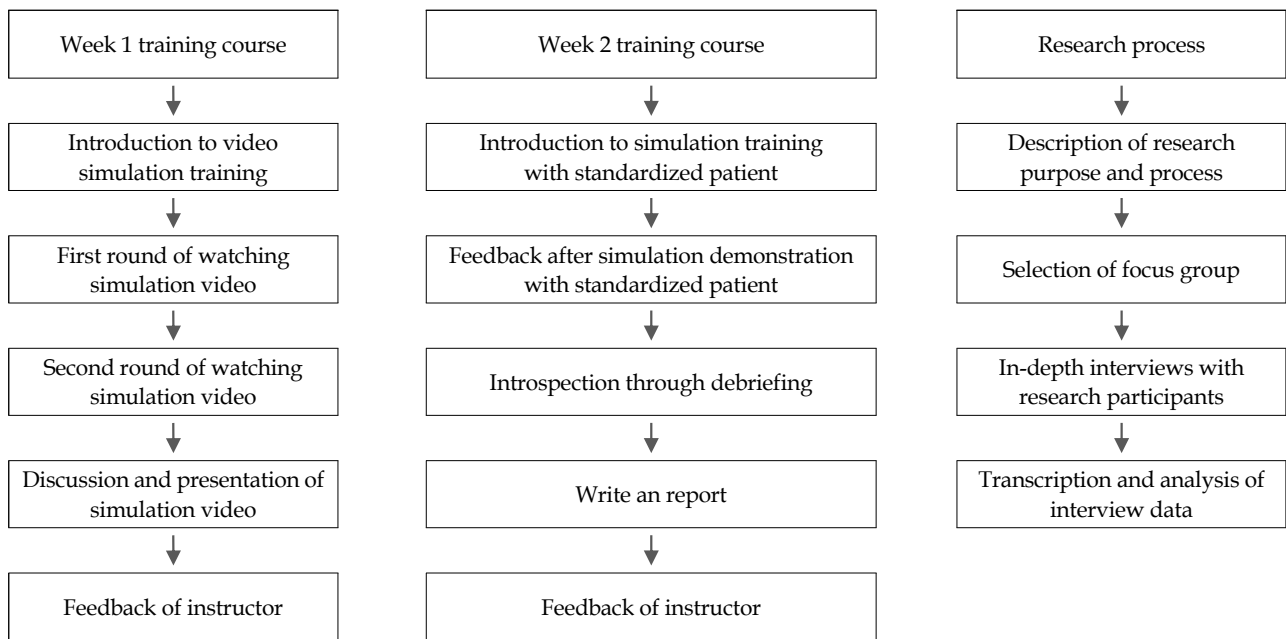 Week 1 training course
Introduction to video
simulation training
First round of watching
simulation video
Second round of watching
simulation video
Discussion and presentation of
simulation video
Feedback of instructor
Week 2 training course
Introduction to simulation training
with standardized patient
Feedback after simulation demonstration
with standardized patient
Introspection through debriefing
Write an report
Feedback of instructor
Research process
Description of research
purpose and process
Selection of focus group
In-depth interviews with
research participants
Transcription and analysis of
interview data